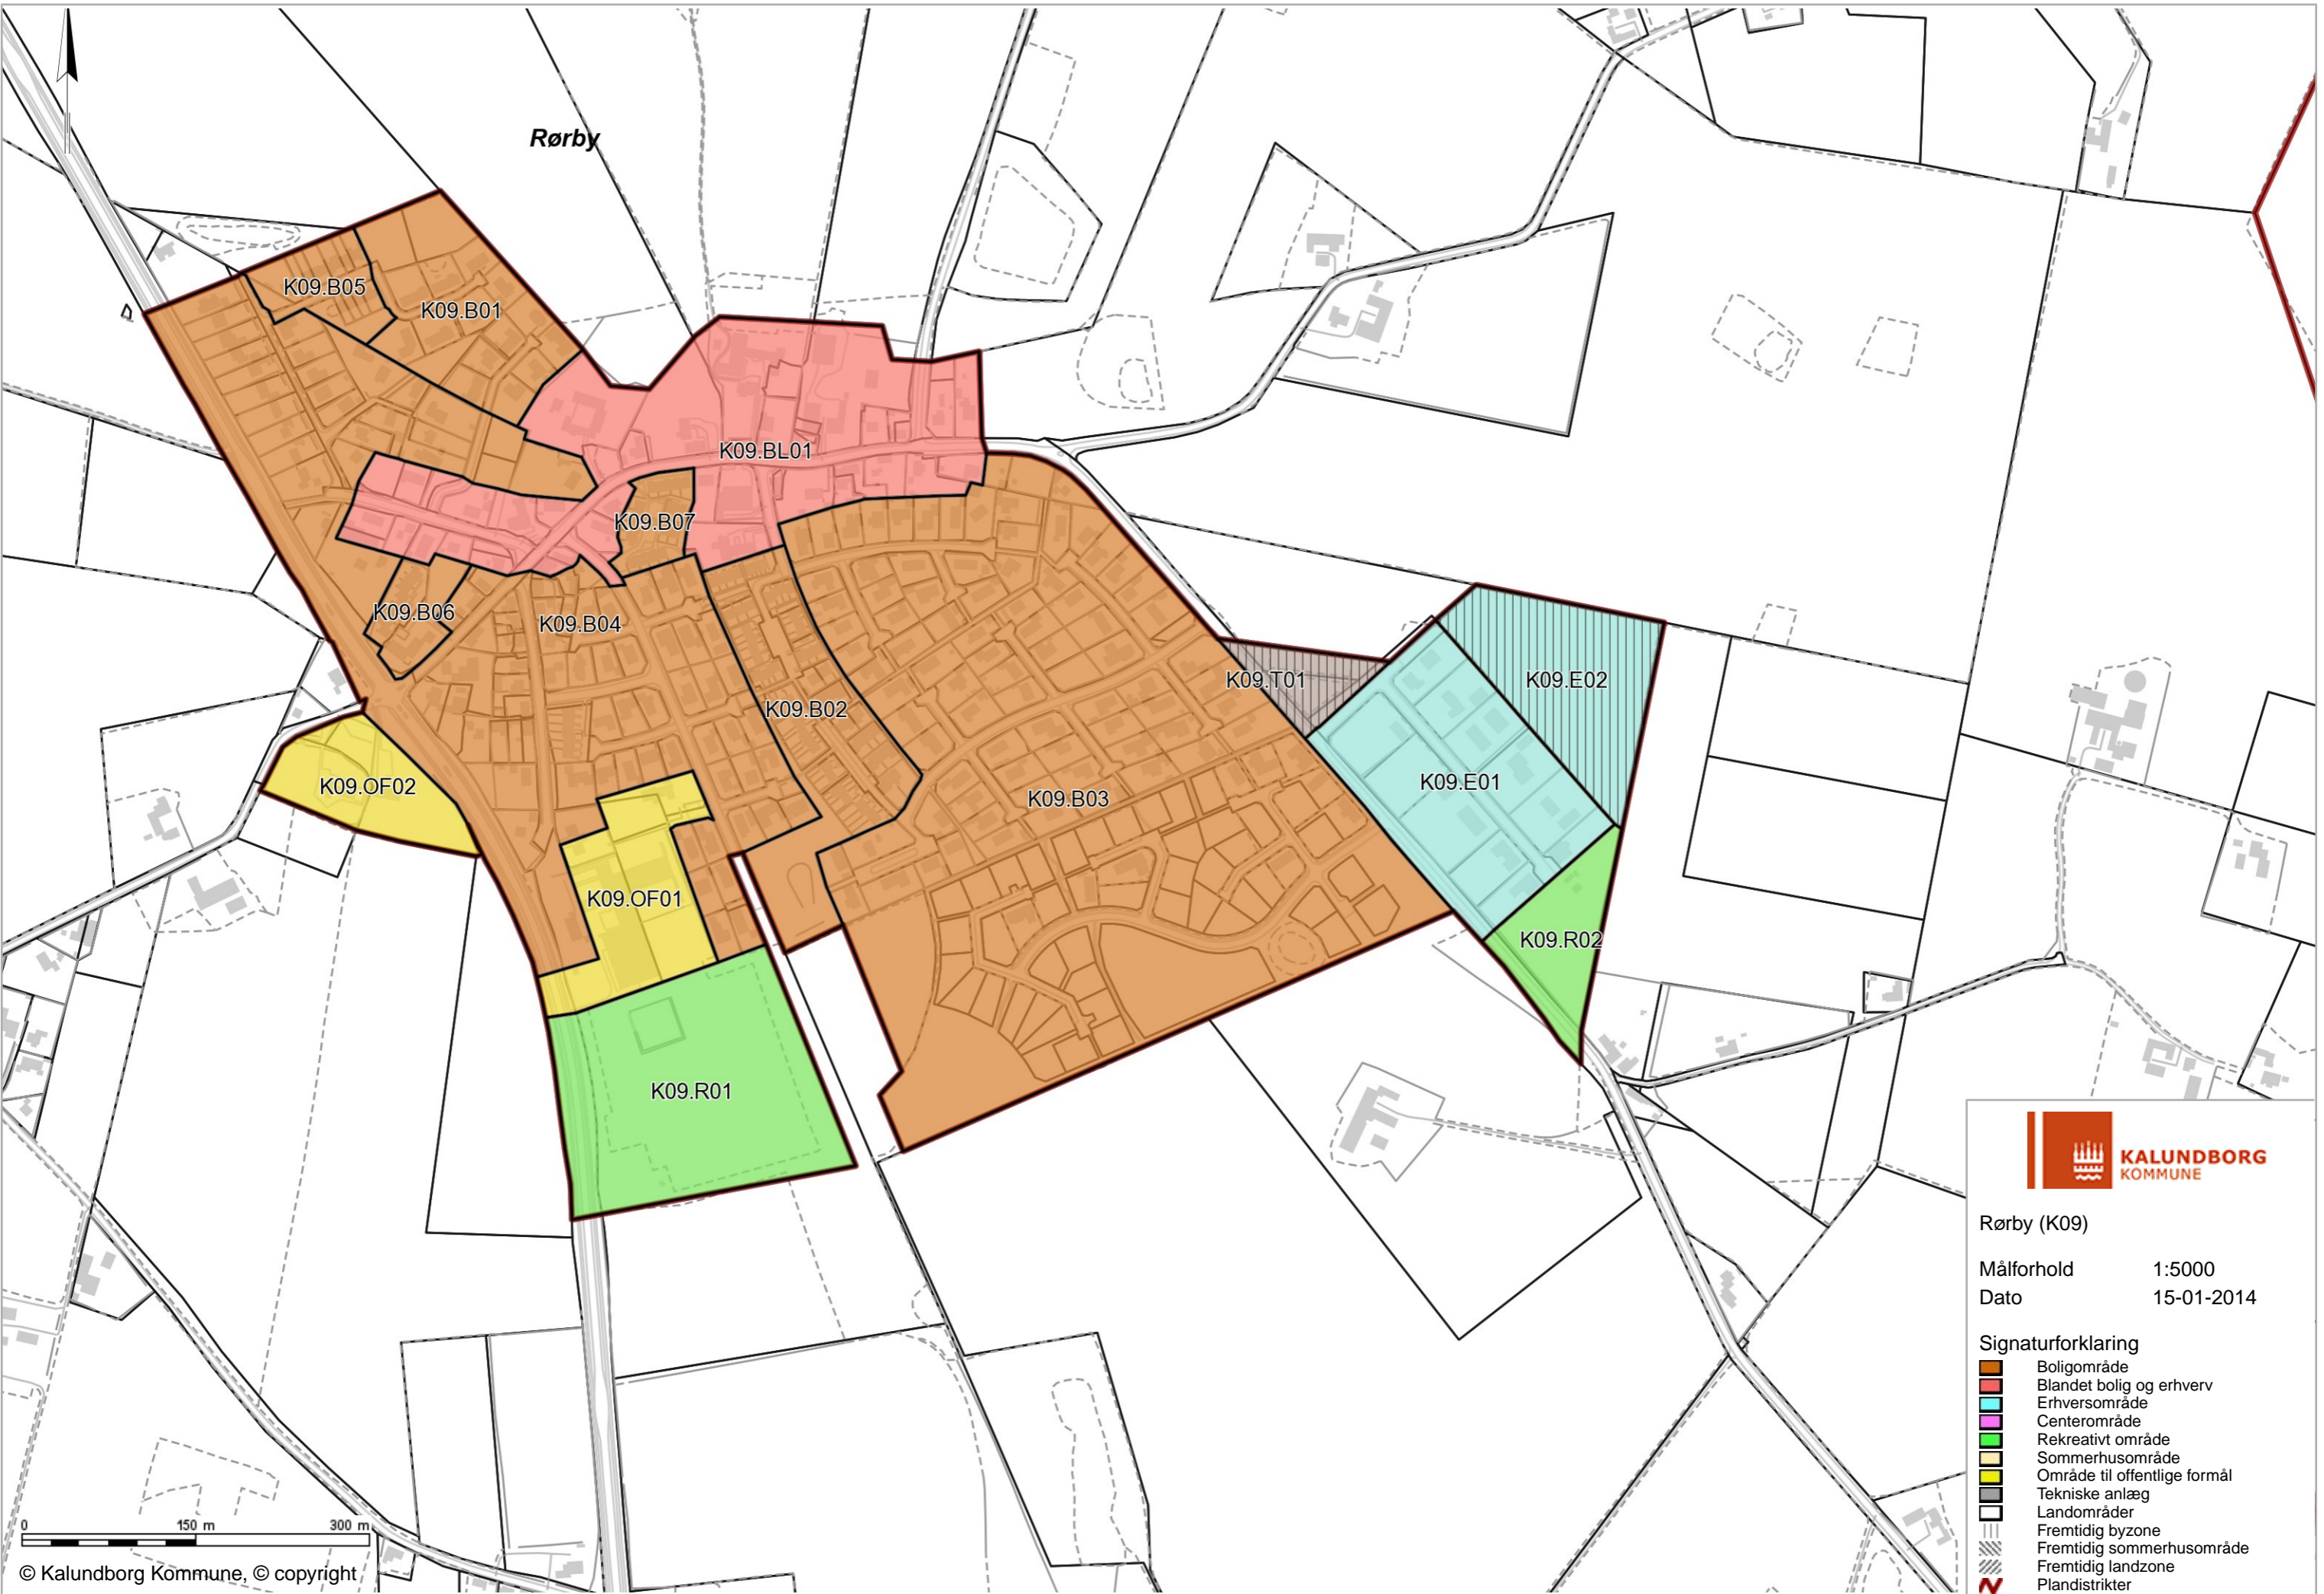 Rørby
K09.B05
K09.B01
K09.BL01
K09.B07
K09.B06
K09.B04
K09.T01
K09.E02
K09.B02
K09.OF02
K09.E01
K09.B03
K09.OF01
K09.R02
K09.R01
KALUNDBORG
KOMMUNE
Rørby (K09)
Målforhold 1:5000
Dato 15-01-2014
Signaturforklaring
Boligområde
Blandet bolig og erhverv
Erhversområde
Centerområde
Rekreativt område
Sommerhusområde
Område til offentlige formål
Tekniske anlæg
Landområder
Fremtidig byzone
Fremtidig sommerhusområde
Fremtidig landzone
Plandistrikter
0 150 m 300 m
© Kalundborg Kommune, © copyright